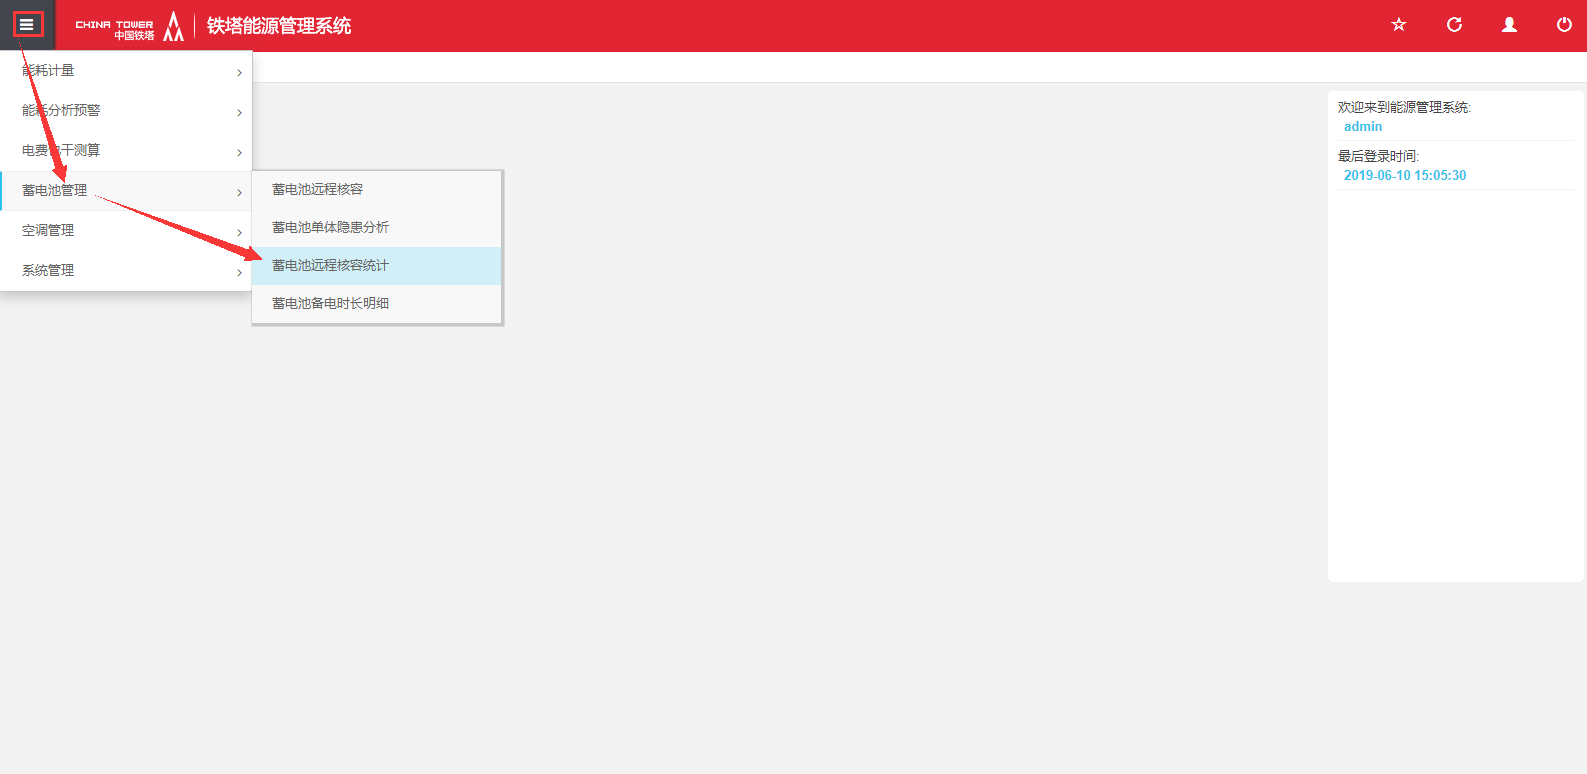 CHINA TOWER
中国铁塔
铁塔能源管理系统
能耗计量
能耗分析预警
电费包干测算
蓄电池管理
空调管理
系统管理
蓄电池远程核容
蓄电池单体隐患分析
蓄电池远程核容统计
蓄电池备电时长明细
欢迎来到能源管理系统:
admin
最后登录时间:
2019-06-10 15:05:30